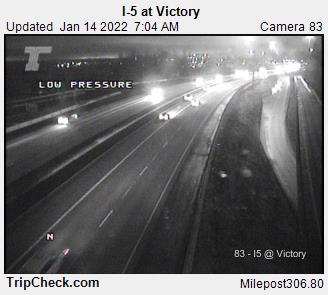 I-5 at Victory
Updated Jan 14 2022 7:04 AM Camera 83
T
LOW PRESSURE
N
83 - I5 @ Victory
TripCheck.com Milepost306.80